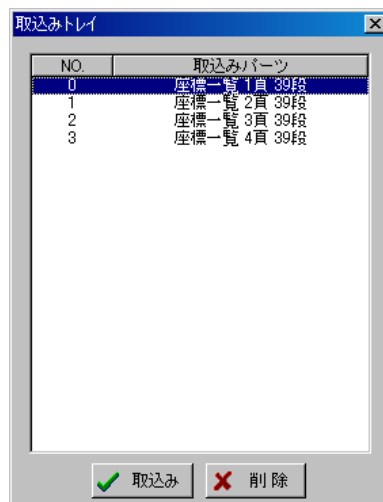 取込みトレイ
NO. 取込みパーツ
0 座標一覧 1頁 39段
1 座標一覧 2頁 39段
2 座標一覧 3頁 39段
3 座標一覧 4頁 39段
取込み 削除